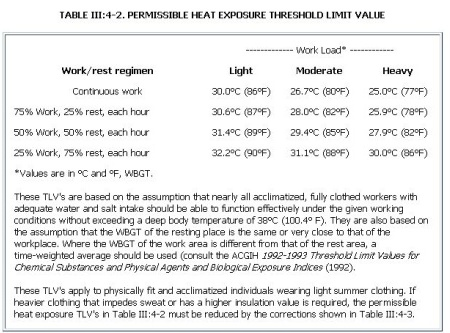 TABLE III:4-2. PERMISSIBLE HEAT EXPOSURE THRESHOLD LIMIT VALUE
------------- Work Load* ------------
Work/rest regimen Light Moderate Heavy
Continuous work 30.0ºC (86ºF) 26.7ºC (80ºF) 25.0ºC (77ºF)
75% Work, 25% rest, each hour 30.6ºC (87ºF) 28.0ºC (82ºF) 25.9ºC (78ºF)
50% Work, 50% rest, each hour 31.4ºC (89ºF) 29.4ºC (85ºF) 27.9ºC (82ºF)
25% Work, 75% rest, each hour 32.2ºC (90ºF) 31.1ºC (88ºF) 30.0ºC (86ºF)
*Values are in ºC and ºF, WBGT.
These TLV's are based on the assumption that nearly all acclimatized, fully clothed workers with
adequate water and salt intake should be able to function effectively under the given working
conditions without exceeding a deep body temperature of 38ºC (100.4º F). They are also based on
the assumption that the WBGT of the resting place is the same or very close to that of the
workplace. Where the WBGT of the work area is different from that of the rest area, a
time-weighted average should be used (consult the ACGIH 1992-1993 Threshold Limit Values for
Chemical Substances and Physical Agents and Biological Exposure Indices (1992).
These TLV's apply to physically fit and acclimatized individuals wearing light summer clothing. If
heavier clothing that impedes sweat or has a higher insulation value is required, the permissible
heat exposure TLV's in Table III:4-2 must be reduced by the corrections shown in Table III:4-3.